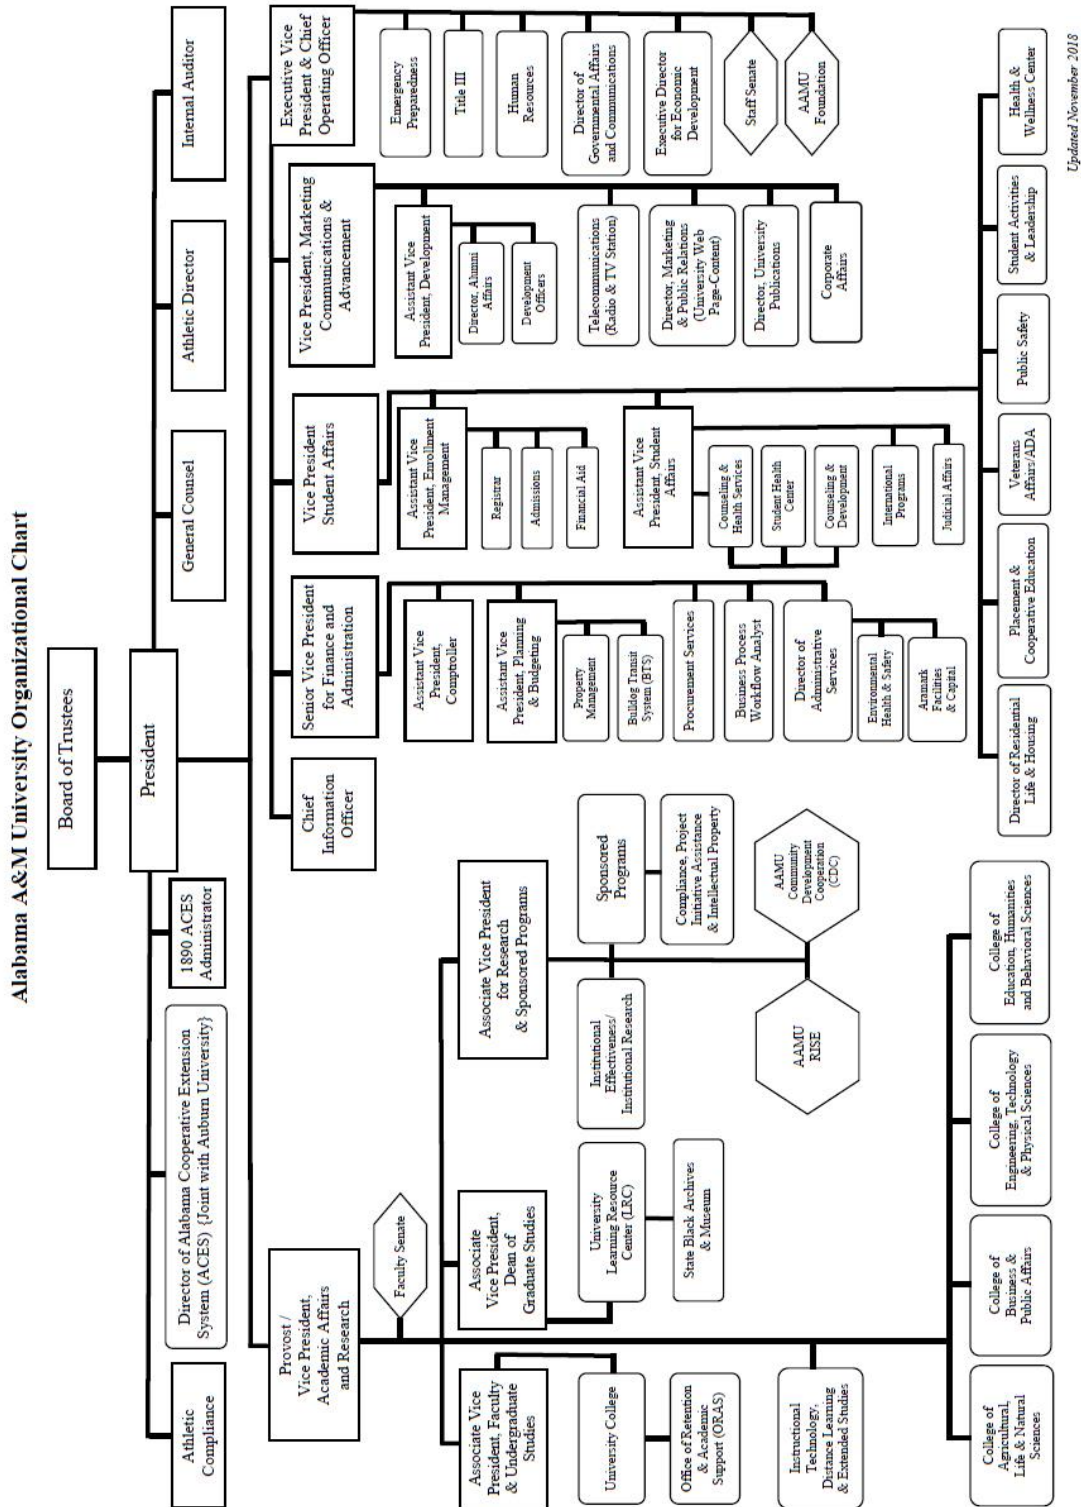 Alabama A&M University Organizational Chart
Board of Trustees
President
Athletic
Compliance
Director of Alabama Cooperative Extension
System (ACES) {Joint with Auburn University}
1890 ACES
Administrator
General Counsel
Athletic Director
Internal Auditor
Provost /
Vice President,
Academic Affairs
and Research
Chief
Information
Officer
Senior Vice President
for Finance and
Administration
Vice President
Student Affairs
Vice President, Marketing
Communications &
Advancement
Executive Vice
President & Chief
Operating Officer
Faculty Senate
Associate Vice
President, Faculty
& Undergraduate
Studies
University College
Office of Retention
& Academic
Support (ORAS)
Associate
Vice President,
Dean of
Graduate Studies
University
Learning Resource
Center (LRC)
State Black Archives
& Museum
Associate Vice President
for Research
& Sponsored Programs
Institutional
Effectiveness/
Institutional Research
Sponsored
Programs
Compliance, Project
Initiative Assistance
& Intellectual Property
AAMU
RISE
AAMU
Community
Development
Cooperation
(CDC)
Instructional
Technology,
Distance Learning
& Extended Studies
College of
Agricultural,
Life & Natural
Sciences
College of
Business &
Public Affairs
College of
Engineering, Technology
& Physical Sciences
College of
Education, Humanities
and Behavioral Sciences
Assistant Vice
President,
Comptroller
Assistant Vice
President, Planning
& Budgeting
Property
Management
Bulldog Transit
System (BTS)
Procurement Services
Business Process
Workflow Analyst
Director of
Administrative
Services
Environmental
Health & Safety
Aramark
Facilities
& Capital
Assistant Vice
President, Enrollment
Management
Registrar
Admissions
Financial Aid
Assistant Vice
President, Student
Affairs
Counseling &
Health Services
Student Health
Center
Counseling &
Development
International
Programs
Judicial Affairs
Assistant Vice
President, Development
Director, Alumni
Affairs
Development
Officers
Telecommunications
(Radio & TV Station)
Director, Marketing
& Public Relations
(University Web
Page-Content)
Director, University
Publications
Corporate
Affairs
Emergency
Preparedness
Title III
Human
Resources
Director of
Governmental Affairs
and Communications
Executive Director
for Economic
Development
Staff Senate
AAMU
Foundation
Director of Residential
Life & Housing
Placement &
Cooperative Education
Veterans
Affairs/ADA
Public Safety
Student Activities
& Leadership
Health &
Wellness Center
Updated November 2018